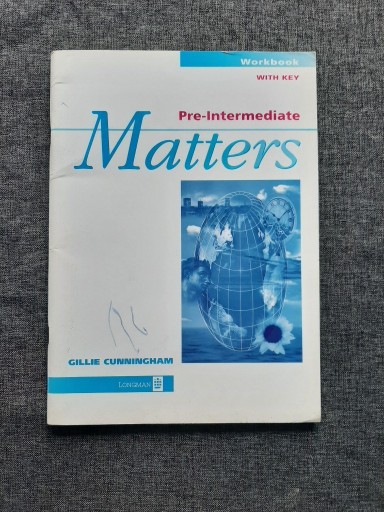 Workbook
WITH KEY
Pre-Intermediate
Matters
GILLIE CUNNINGHAM
LONGMAN